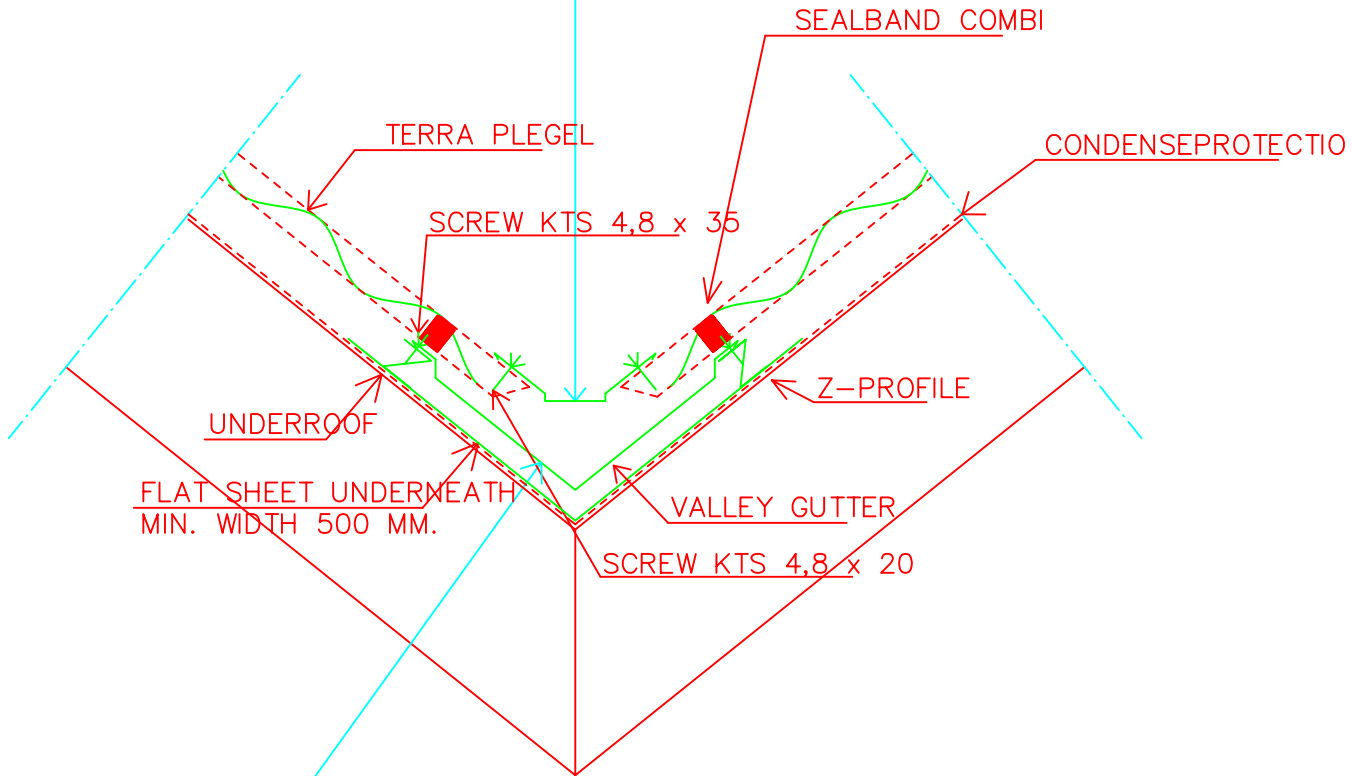 SEALBAND COMBI
TERRA PLEGEL
CONDENSEPROTECTIO
SCREW KTS 4,8 x 35
Z-PROFILE
UNDERROOF
FLAT SHEET UNDERNEATH
MIN. WIDTH 500 MM.
VALLEY GUTTER
SCREW KTS 4,8 x 20